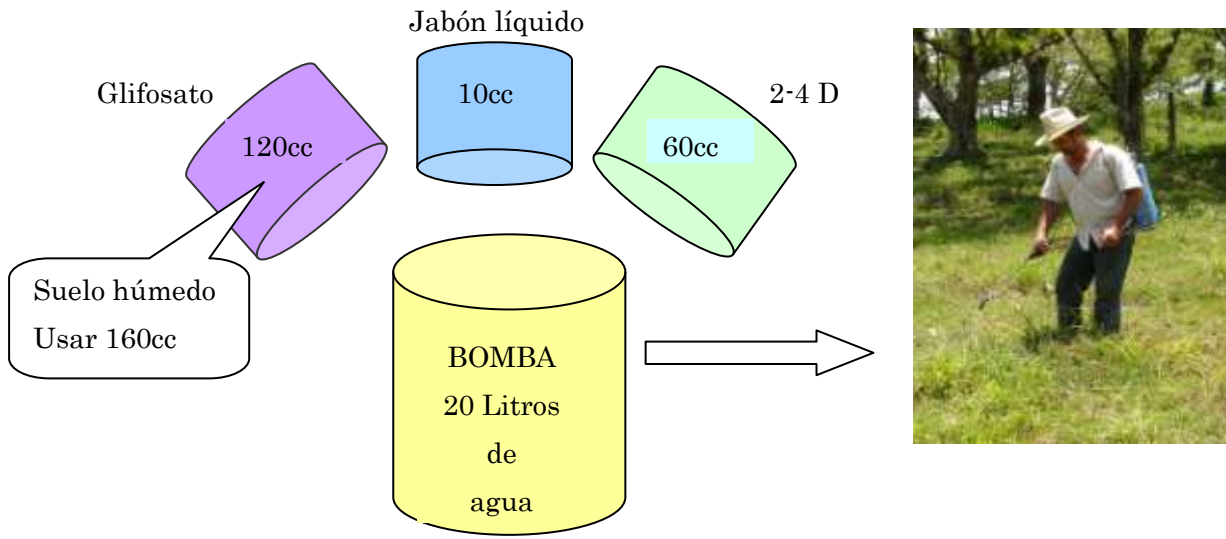 Jabón líquido
Glifosato
10cc
2-4 D
120cc
60cc
Suelo húmedo
Usar 160cc
BOMBA
20 Litros
de
agua